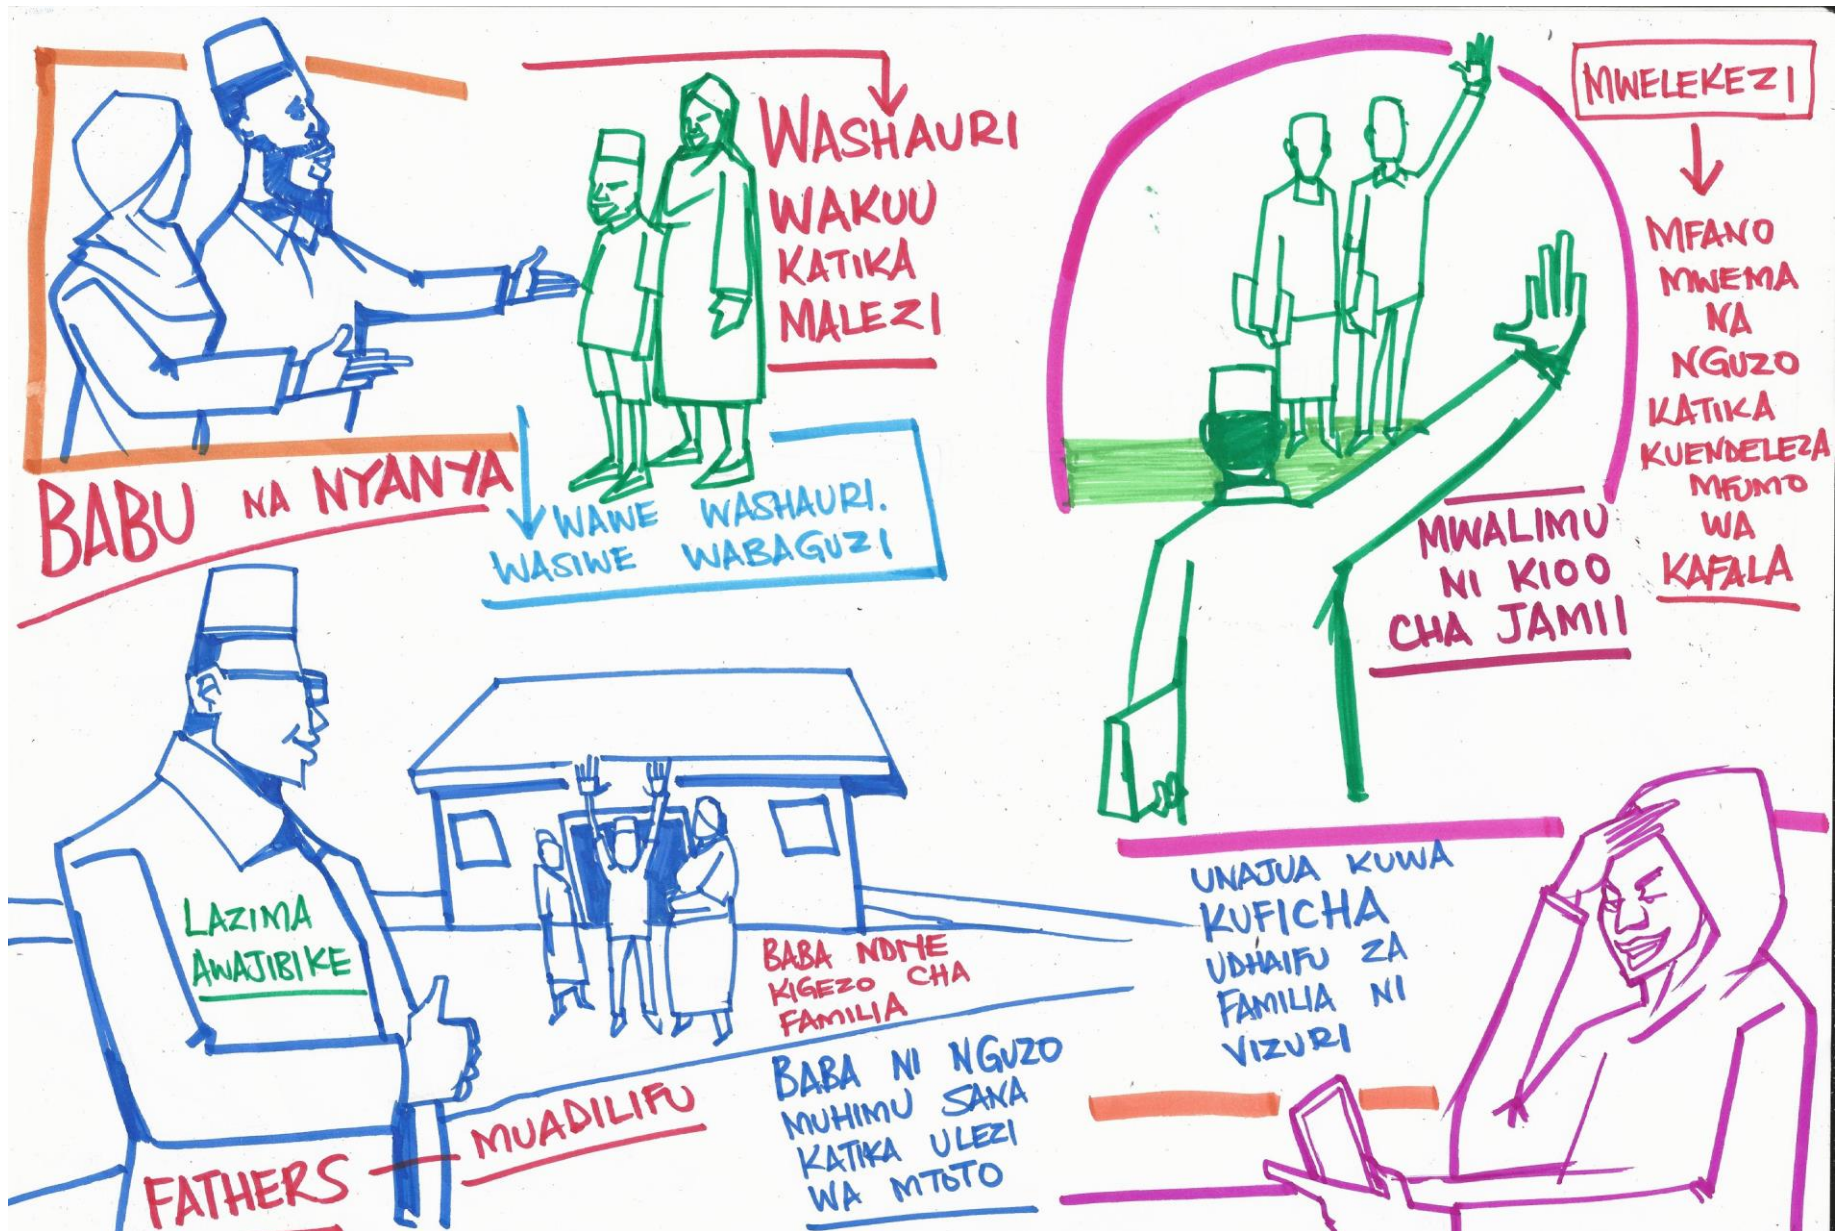 WASHAURI
WAKUU
KATIKA
MALEZI
BABU NA NYANYA
WAWE WASHAURI.
WASIWE WABAGUZI
MWELEKEZI
MFANO
MWEMA
NA
NGUZO
KATIKA
KUENDELEZA
MFUMO
WA
KAFALA
MWALIMU
NI KIOO
CHA JAMII
LAZIMA
AWAJIBIKE
BABA NDIYE
KIGEZO CHA
FAMILIA
FATHERS
MUADILIFU
BABA NI NGUZO
MUHIMU SANA
KATIKA ULEZI
WA MTOTO
UNAJUA KUWA
KUFICHA
UDHAIFU ZA
FAMILIA NI
VIZURI